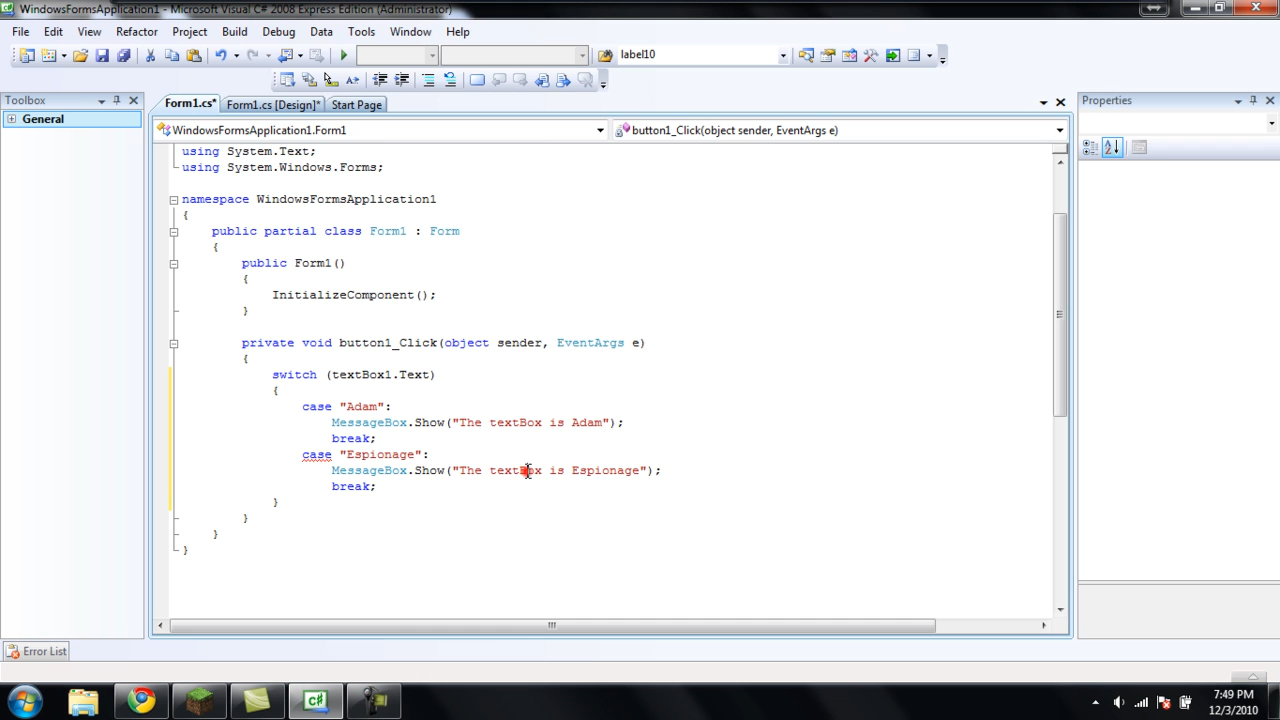 WindowsFormsApplication1 - Microsoft Visual C# 2008 Express Edition (Administrator)
File Edit View Refactor Project Build Debug Data Tools Window Help
label10
Toolbox
General
Form1.cs* Form1.cs [Design]* Start Page
Properties
WindowsFormsApplication1.Form1 button1_Click(object sender, EventArgs e)
using System.Text;
using System.Windows.Forms;
namespace WindowsFormsApplication1
{
public partial class Form1 : Form
{
public Form1()
{
InitializeComponent();
}
private void button1_Click(object sender, EventArgs e)
{
switch (textBox1.Text)
{
case "Adam":
MessageBox.Show("The textBox is Adam");
break;
case "Espionage":
MessageBox.Show("The textBox is Espionage");
break;
}
}
}
}
Error List
7:49 PM
12/3/2010